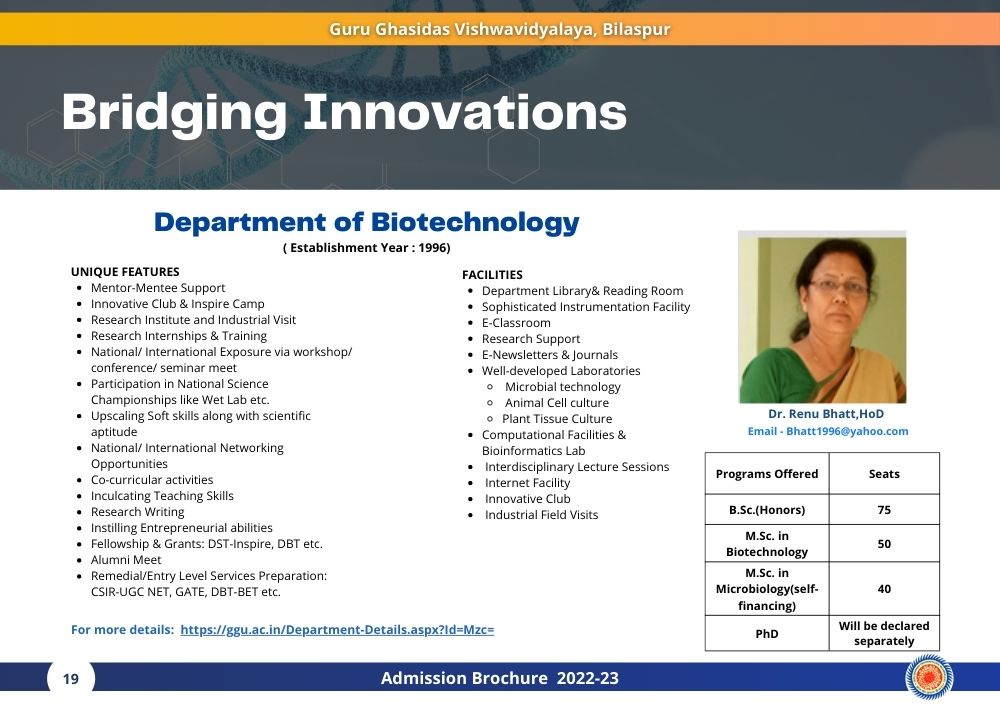 Guru Ghasidas Vishwavidyalaya, Bilaspur
Bridging Innovations
Department of Biotechnology
( Establishment Year : 1996)
UNIQUE FEATURES
Mentor-Mentee Support
Innovative Club & Inspire Camp
Research Institute and Industrial Visit
Research Internships & Training
National/ International Exposure via workshop/
conference/ seminar meet
Participation in National Science
Championships like Wet Lab etc.
Upscaling Soft skills along with scientific
aptitude
National/ International Networking
Opportunities
Co-curricular activities
Inculcating Teaching Skills
Research Writing
Instilling Entrepreneurial abilities
Fellowship & Grants: DST-Inspire, DBT etc.
Alumni Meet
Remedial/Entry Level Services Preparation:
CSIR-UGC NET, GATE, DBT-BET etc.
For more details: https://ggu.ac.in/Department-Details.aspx?Id=Mzc=
FACILITIES
Department Library& Reading Room
Sophisticated Instrumentation Facility
E-Classroom
Research Support
E-Newsletters & Journals
Well-developed Laboratories
Microbial technology
Animal Cell culture
Plant Tissue Culture
Computational Facilities &
Bioinformatics Lab
Interdisciplinary Lecture Sessions
Internet Facility
Innovative Club
Industrial Field Visits
Dr. Renu Bhatt,HoD
Email - Bhatt1996@yahoo.com
Programs Offered Seats
B.Sc.(Honors) 75
M.Sc. in
Biotechnology 50
M.Sc. in
Microbiology(self-
financing) 40
PhD Will be declared
separately
19
Admission Brochure 2022-23